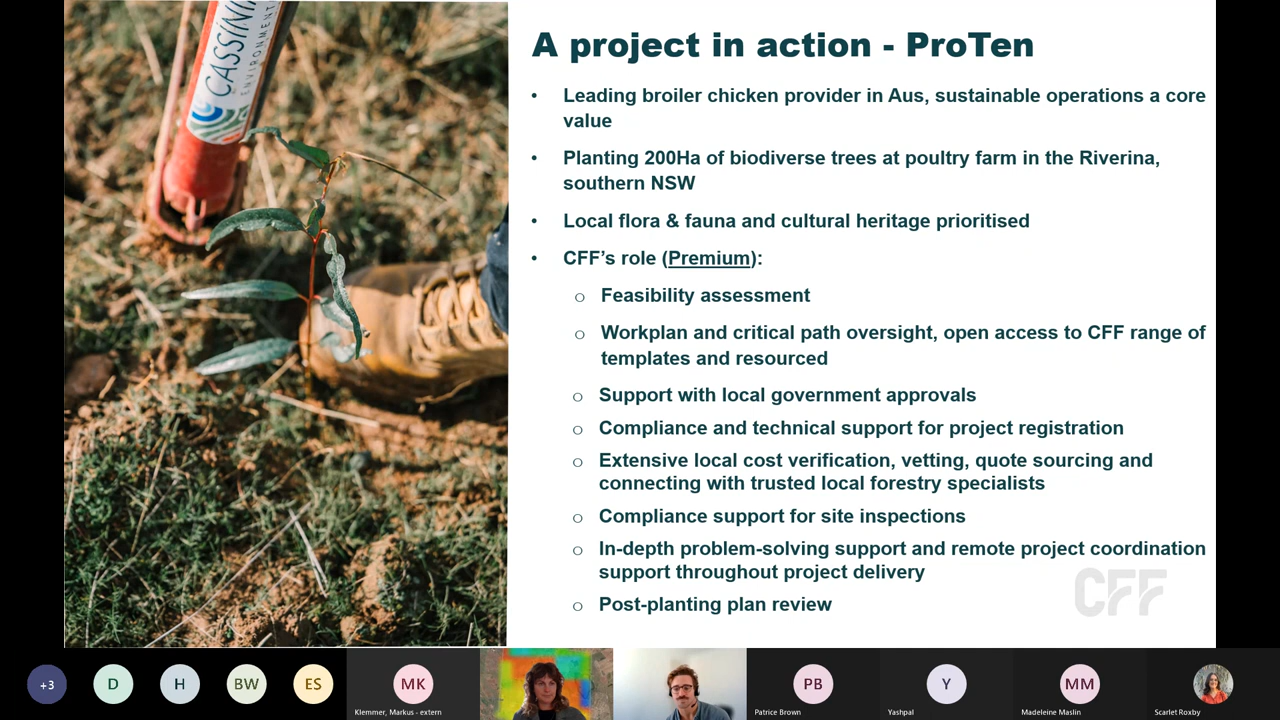 CASSINIA
ENVIRONMENTAL
A project in action - ProTen
• Leading broiler chicken provider in Aus, sustainable operations a core
value
• Planting 200Ha of biodiverse trees at poultry farm in the Riverina,
southern NSW
• Local flora & fauna and cultural heritage prioritised
• CFF’s role (Premium):
o Feasibility assessment
o Workplan and critical path oversight, open access to CFF range of
templates and resourced
o Support with local government approvals
o Compliance and technical support for project registration
o Extensive local cost verification, vetting, quote sourcing and
connecting with trusted local forestry specialists
o Compliance support for site inspections
o In-depth problem-solving support and remote project coordination
support throughout project delivery
o Post-planting plan review
CFF
+3
D
H
BW
ES
MK
Klemmer, Markus - extern
PB
Patrice Brown
Y
Yashpal
MM
Madeleine Maslin
Scarlet Roxby